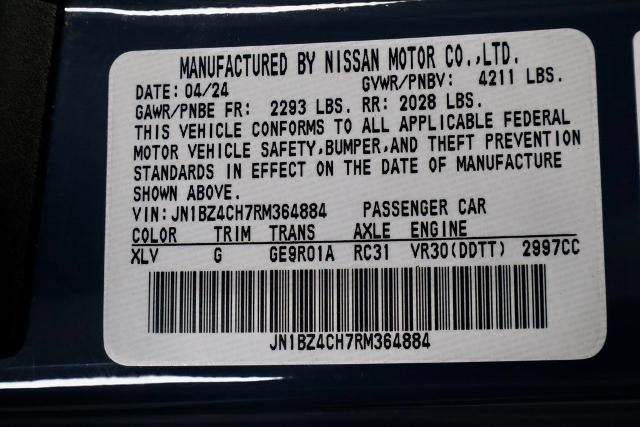 MANUFACTURED BY NISSAN MOTOR CO.,LTD.
DATE: 04/24 GVWR/PNBV: 4211 LBS.
GAWR/PNBE FR: 2293 LBS. RR: 2028 LBS.
THIS VEHICLE CONFORMS TO ALL APPLICABLE FEDERAL
MOTOR VEHICLE SAFETY,BUMPER,AND THEFT PREVENTION
STANDARDS IN EFFECT ON THE DATE OF MANUFACTURE
SHOWN ABOVE.
VIN:JN1BZ4CH7RM364884 PASSENGER CAR
COLOR TRIM TRANS AXLE ENGINE
XLV G GE9R01A RC31 VR30(DDTT) 2997CC
JN1BZ4CH7RM364884